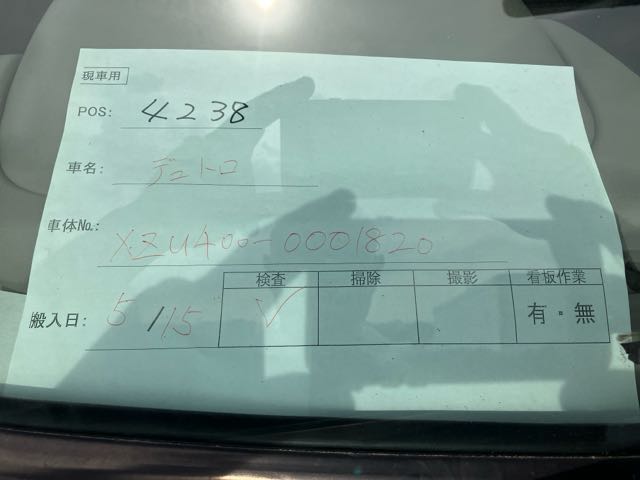 現車用
POS: 4238
車名: デュトロ
車体No.: XZU400-0001820
検査 掃除 撮影 看板作業
搬入日: 5/15 ✓ 有・無